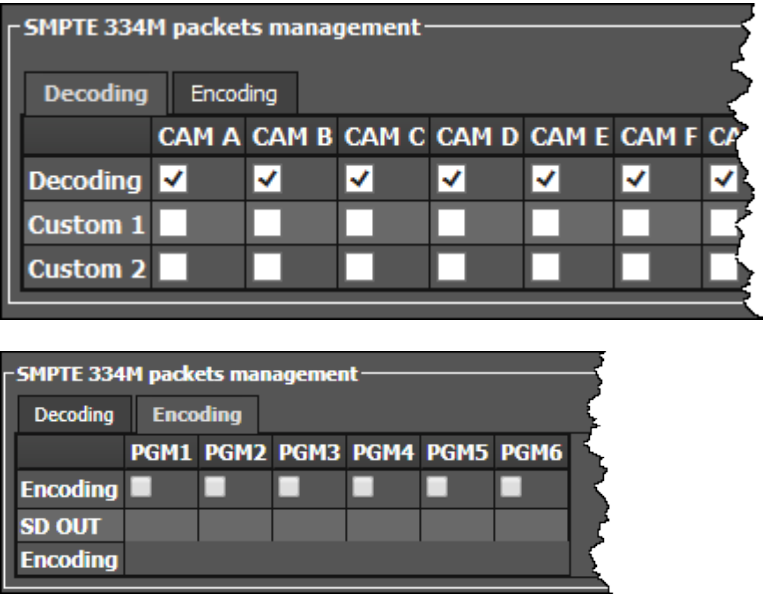 SMPTE 334M packets management
Decoding Encoding
CAM A CAM B CAM C CAM D CAM E CAM F
Decoding
Custom 1
Custom 2
SMPTE 334M packets management
Decoding Encoding
PGM1 PGM2 PGM3 PGM4 PGM5 PGM6
Encoding
SD OUT
Encoding